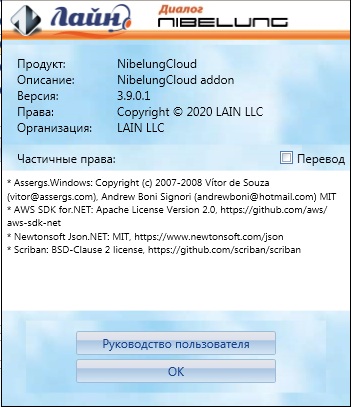 Лайн Диалог
NIBELUNG
Продукт: NibelungCloud
Описание: NibelungCloud addon
Версия: 3.9.0.1
Права: Copyright © 2020 LAIN LLC
Организация: LAIN LLC
Частичные права: Перевод
* Assergs.Windows: Copyright (c) 2007-2008 Vítor de Souza
(vitor@assergs.com), Andrew Boni Signori (andrewboni@hotmail.com) MIT
* AWS SDK for.NET: Apache License Version 2.0, https://github.com/aws/
aws-sdk-net
* Newtonsoft Json.NET: MIT, https://www.newtonsoft.com/json
* Scriban: BSD-Clause 2 license, https://github.com/scriban/scriban
Руководство пользователя
OK